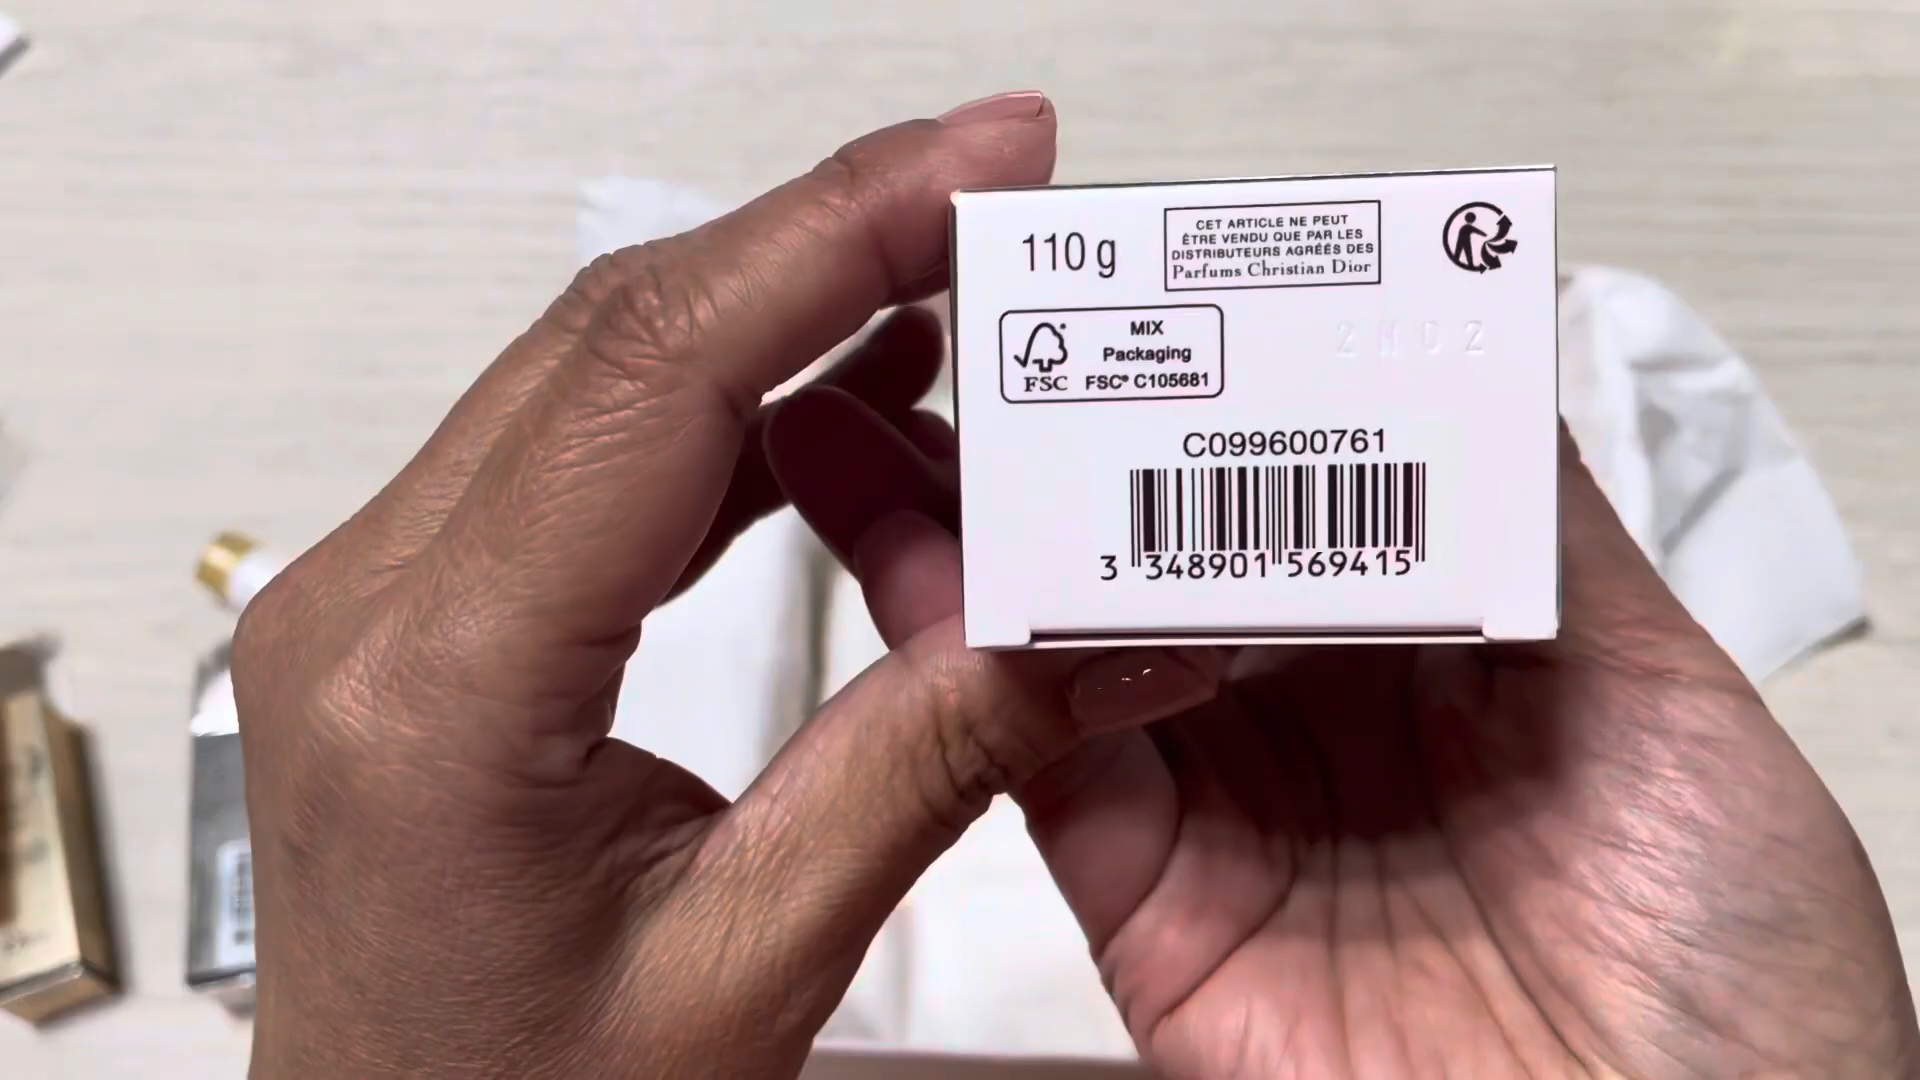 110 g
CET ARTICLE NE PEUT
ÊTRE VENDU QUE PAR LES
DISTRIBUTEURS AGRÉÉS DES
Parfums Christian Dior
FSC
MIX
Packaging
FSC® C105681
C099600761
3 348901 569415